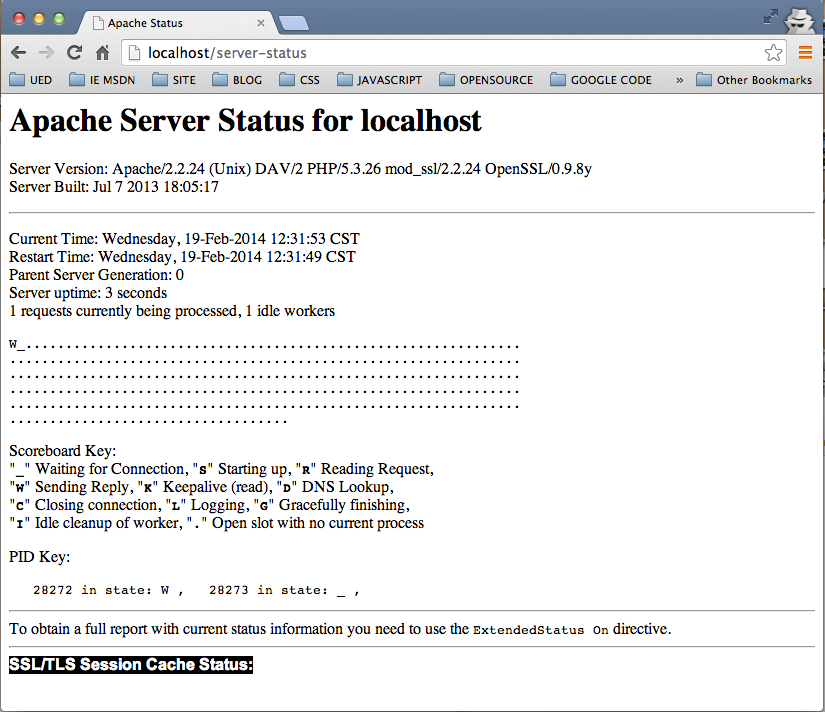 Apache Status
localhost/server-status
UED IE MSDN SITE BLOG CSS JAVASCRIPT OPENSOURCE GOOGLE CODE » Other Bookmarks
Apache Server Status for localhost
Server Version: Apache/2.2.24 (Unix) DAV/2 PHP/5.3.26 mod_ssl/2.2.24 OpenSSL/0.9.8y
Server Built: Jul 7 2013 18:05:17
Current Time: Wednesday, 19-Feb-2014 12:31:53 CST
Restart Time: Wednesday, 19-Feb-2014 12:31:49 CST
Parent Server Generation: 0
Server uptime: 3 seconds
1 requests currently being processed, 1 idle workers
W_..............................................................
................................................................
................................................................
................................................................
................................................................
...................................
Scoreboard Key:
"_" Waiting for Connection, "S" Starting up, "R" Reading Request,
"W" Sending Reply, "K" Keepalive (read), "D" DNS Lookup,
"C" Closing connection, "L" Logging, "G" Gracefully finishing,
"I" Idle cleanup of worker, "." Open slot with no current process
PID Key:
28272 in state: W , 28273 in state: _ ,
To obtain a full report with current status information you need to use the ExtendedStatus On directive.
SSL/TLS Session Cache Status: